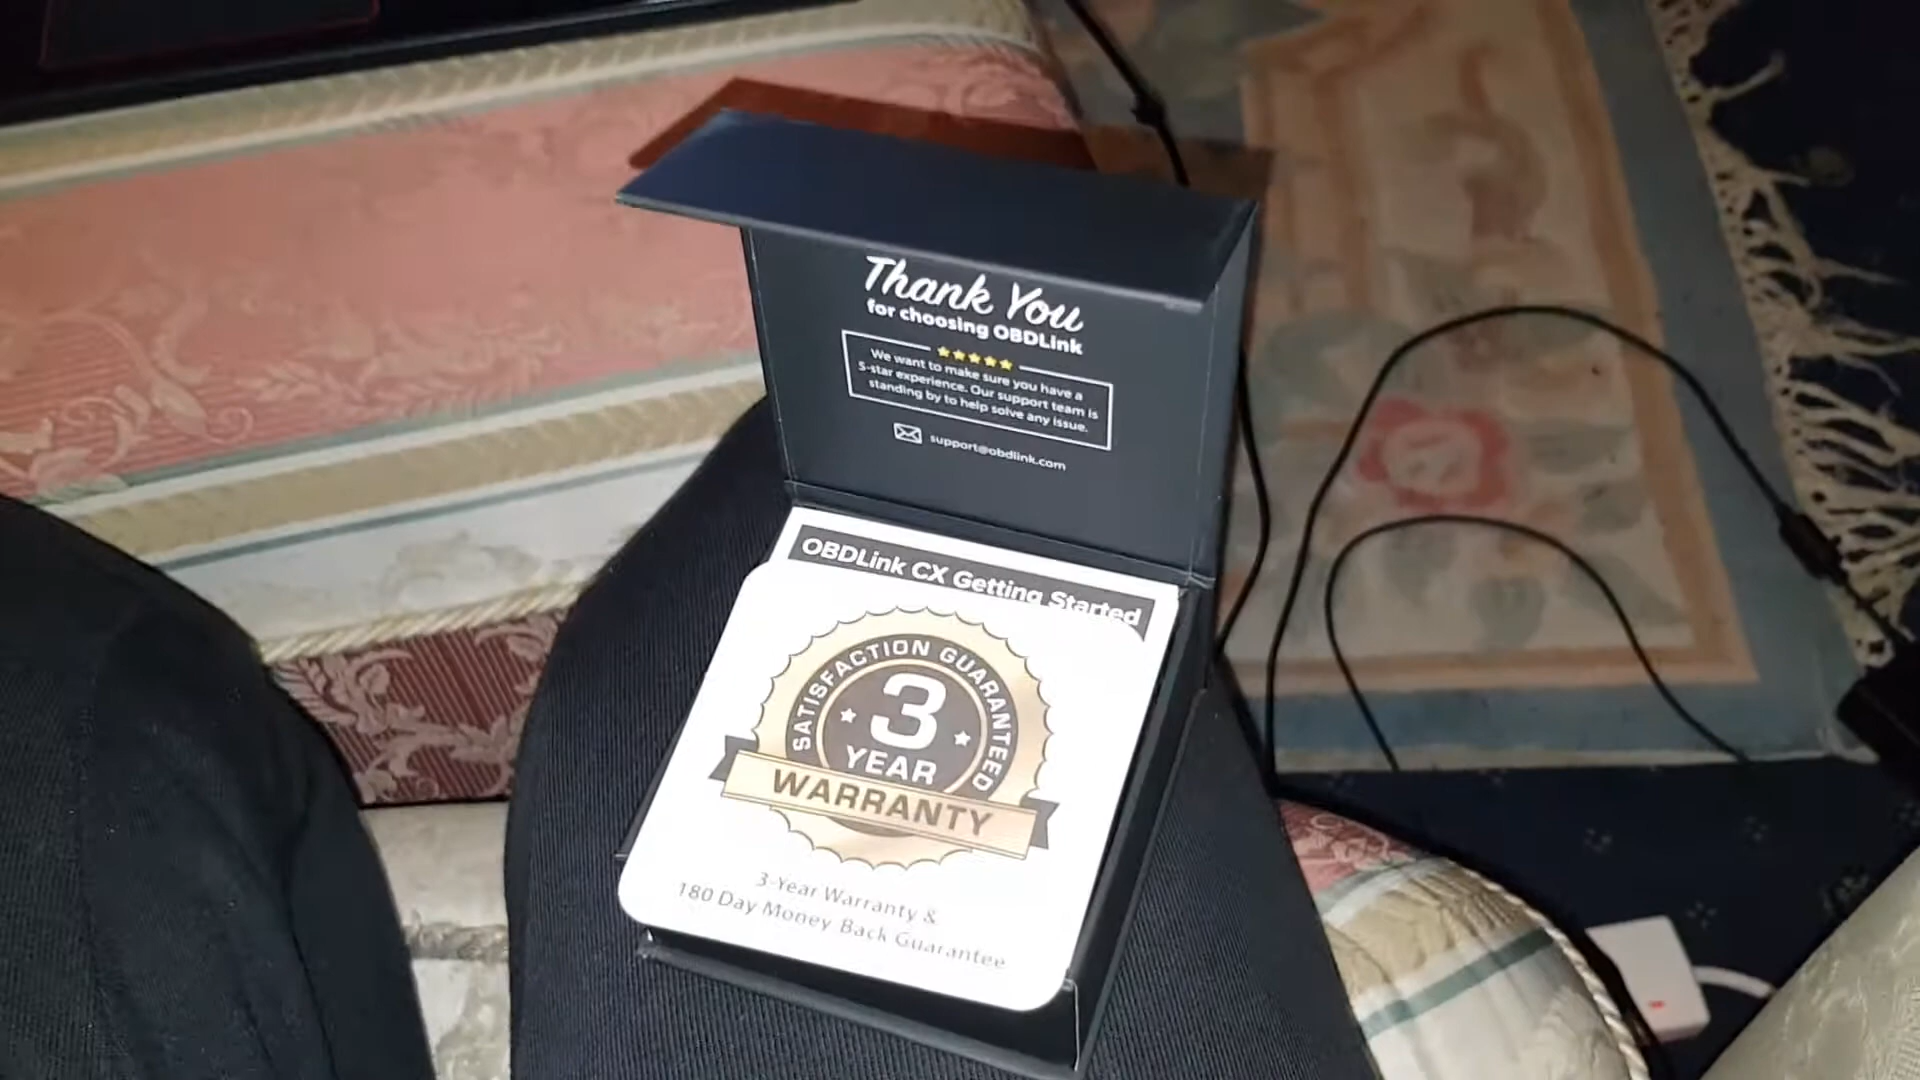 Thank You
for choosing OBDLink
We want to make sure you have a
5-star experience. Our support team is
standing by to help solve any issue.
support@obdlink.com
OBDLink CX Getting Started
SATISFACTION GUARANTEED
3
YEAR
WARRANTY
3-Year Warranty &
180 Day Money Back Guarantee